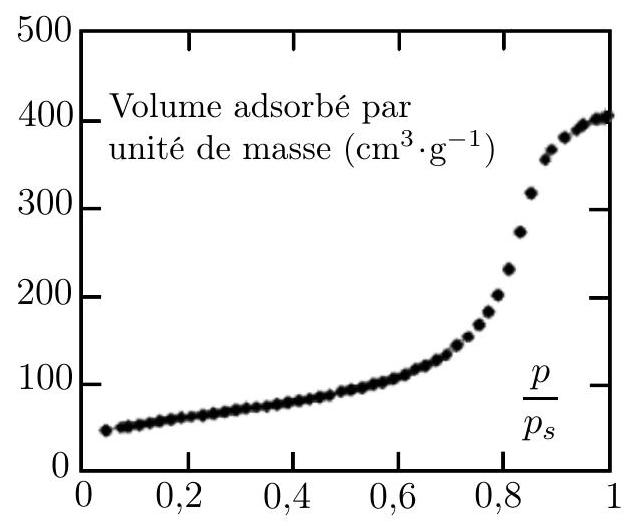 500
400
300
200
100
0
Volume adsorbé par
unité de masse (cm³·g⁻¹)
p
pₛ
0 0,2 0,4 0,6 0,8 1